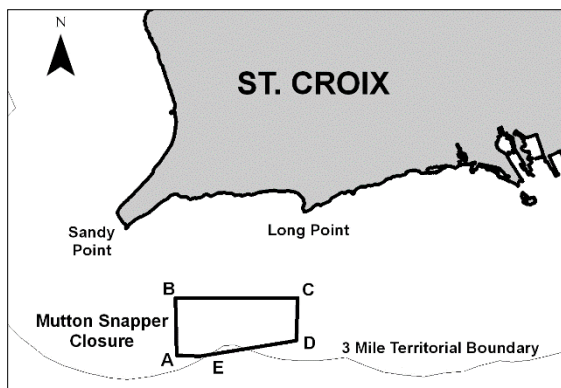 N
ST. CROIX
Sandy
Point
Long Point
B
C
Mutton Snapper
Closure
D
A
E
3 Mile Territorial Boundary